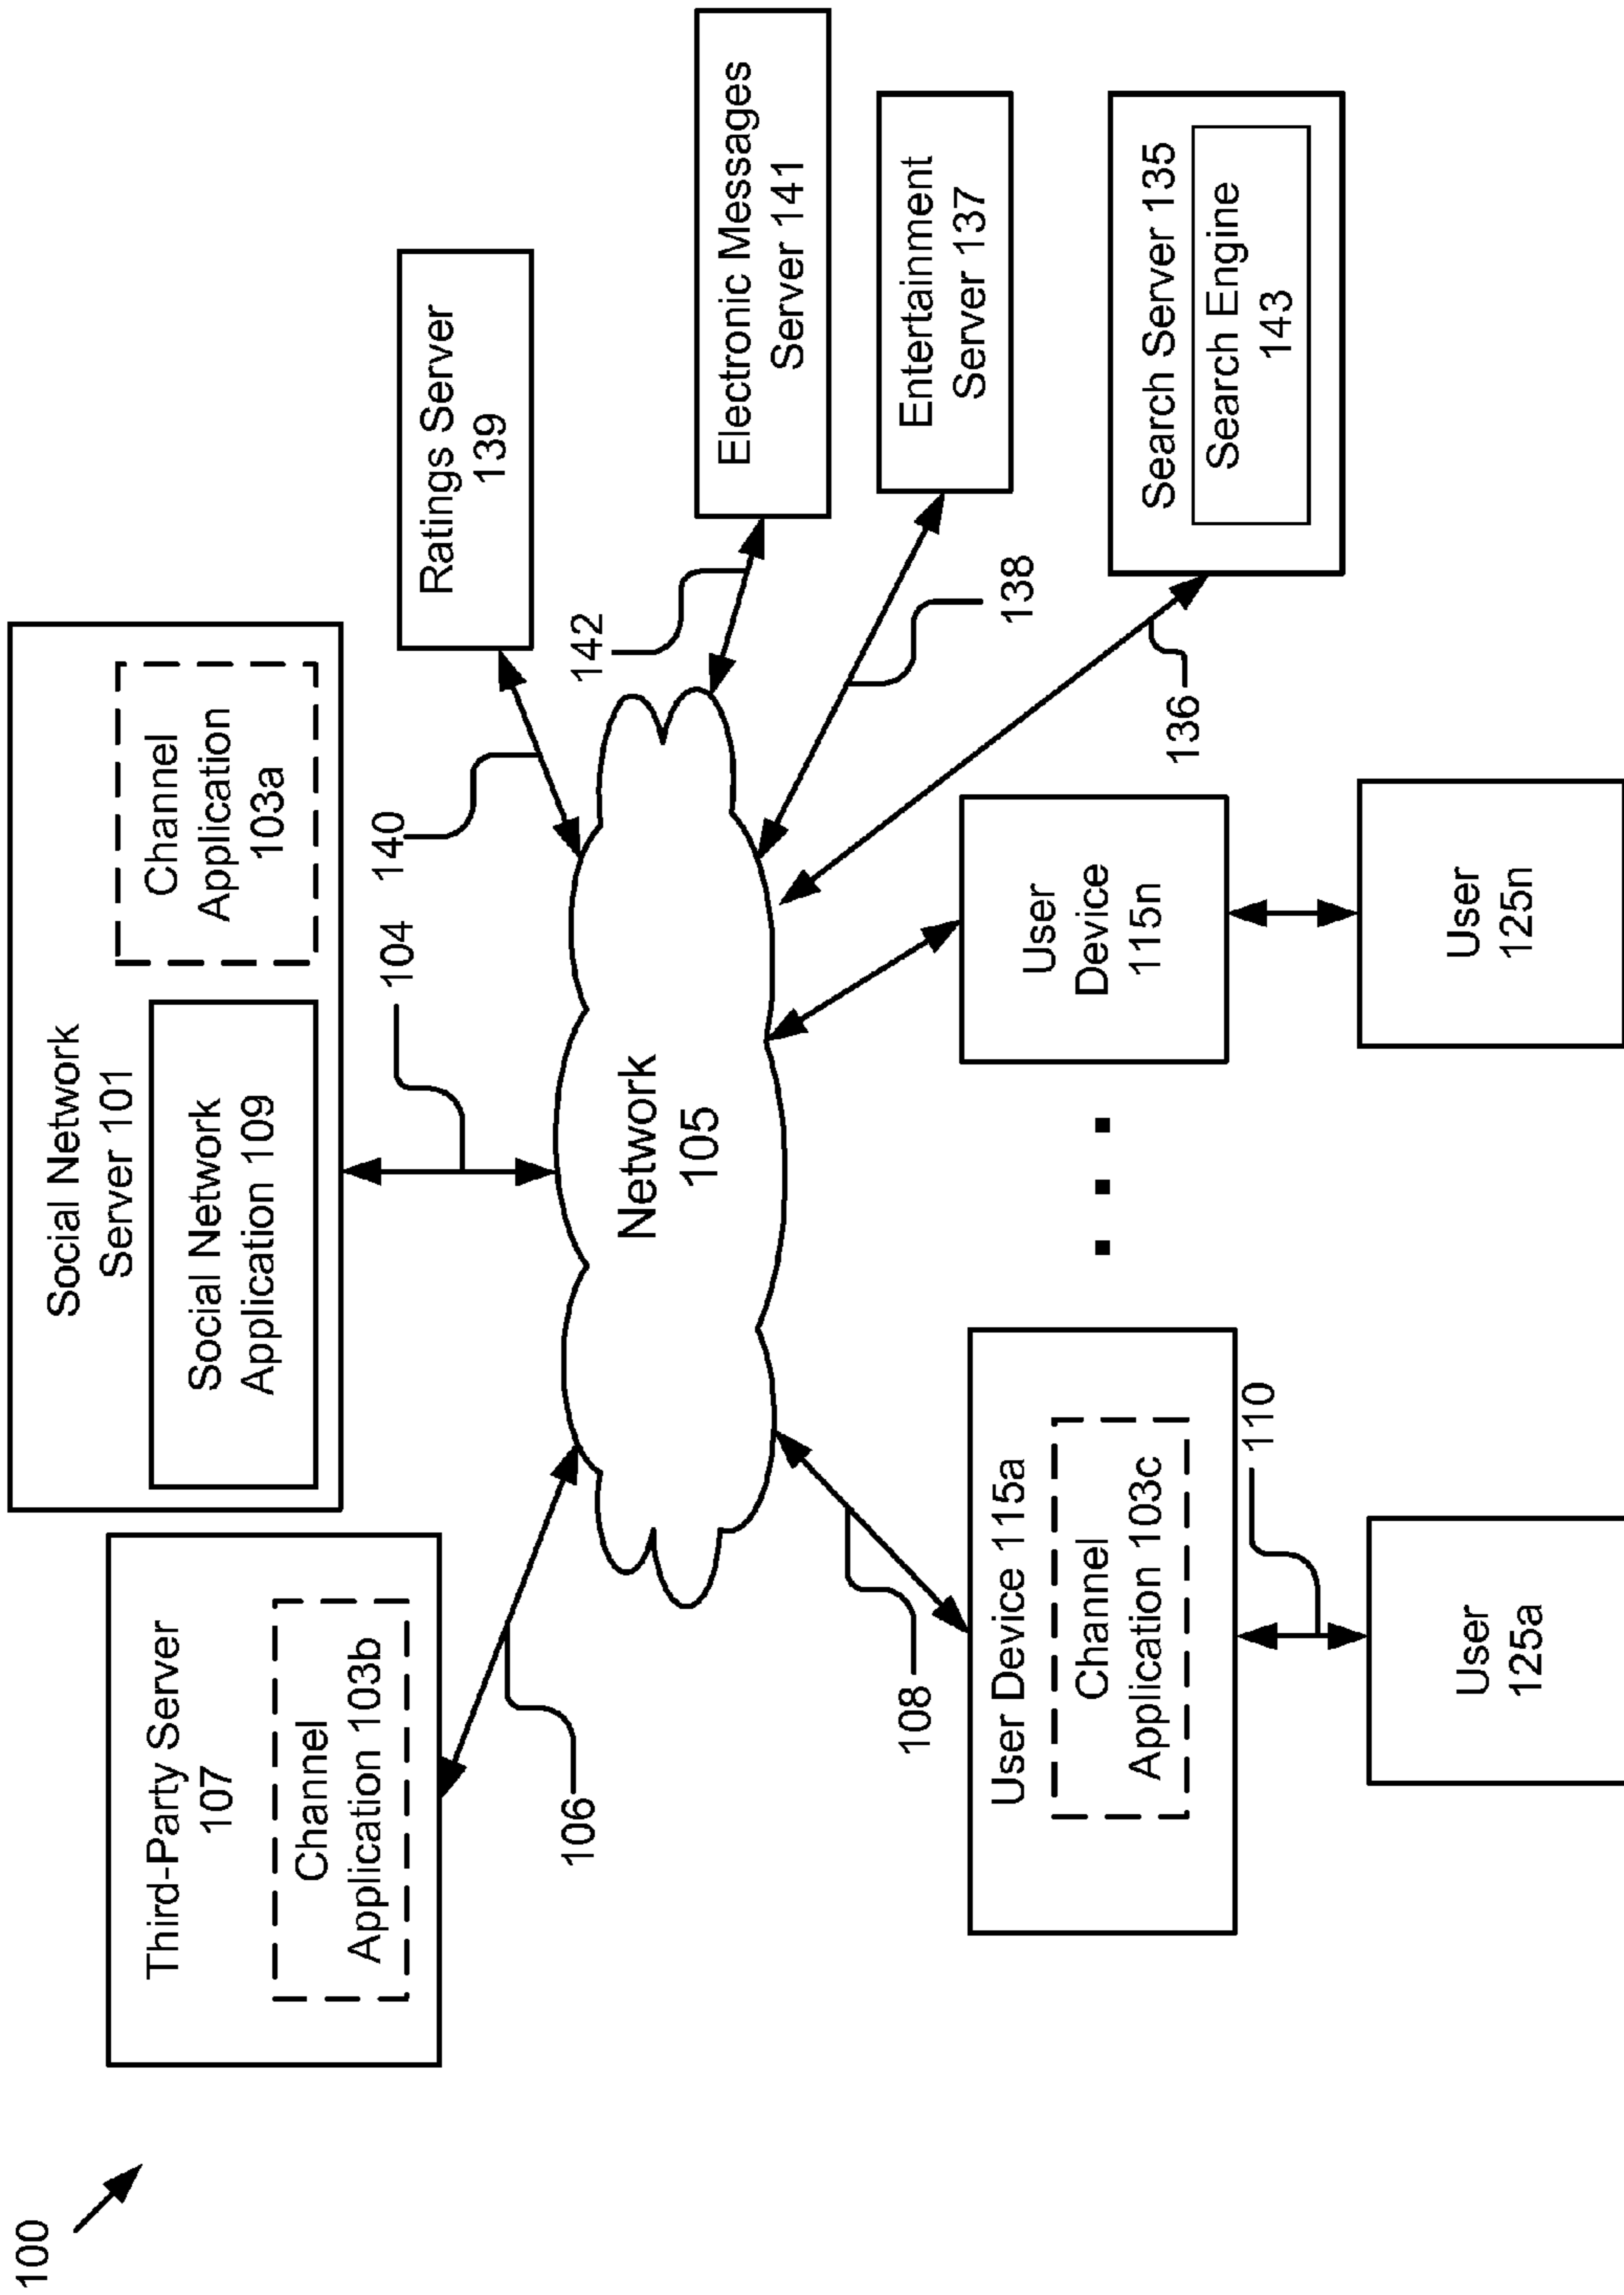 100
Third-Party Server
107
Channel
Application 103b
Social Network
Server 101
Social Network
Application 109
Channel
Application
103a
106
104
140
Ratings Server
139
142
Electronic Messages
Server 141
Network
105
138
Entertainment
Server 137
136
Search Server 135
Search Engine
143
108
User Device 115a
Channel
Application 103c
110
User
125a
User
Device
115n
User
125n